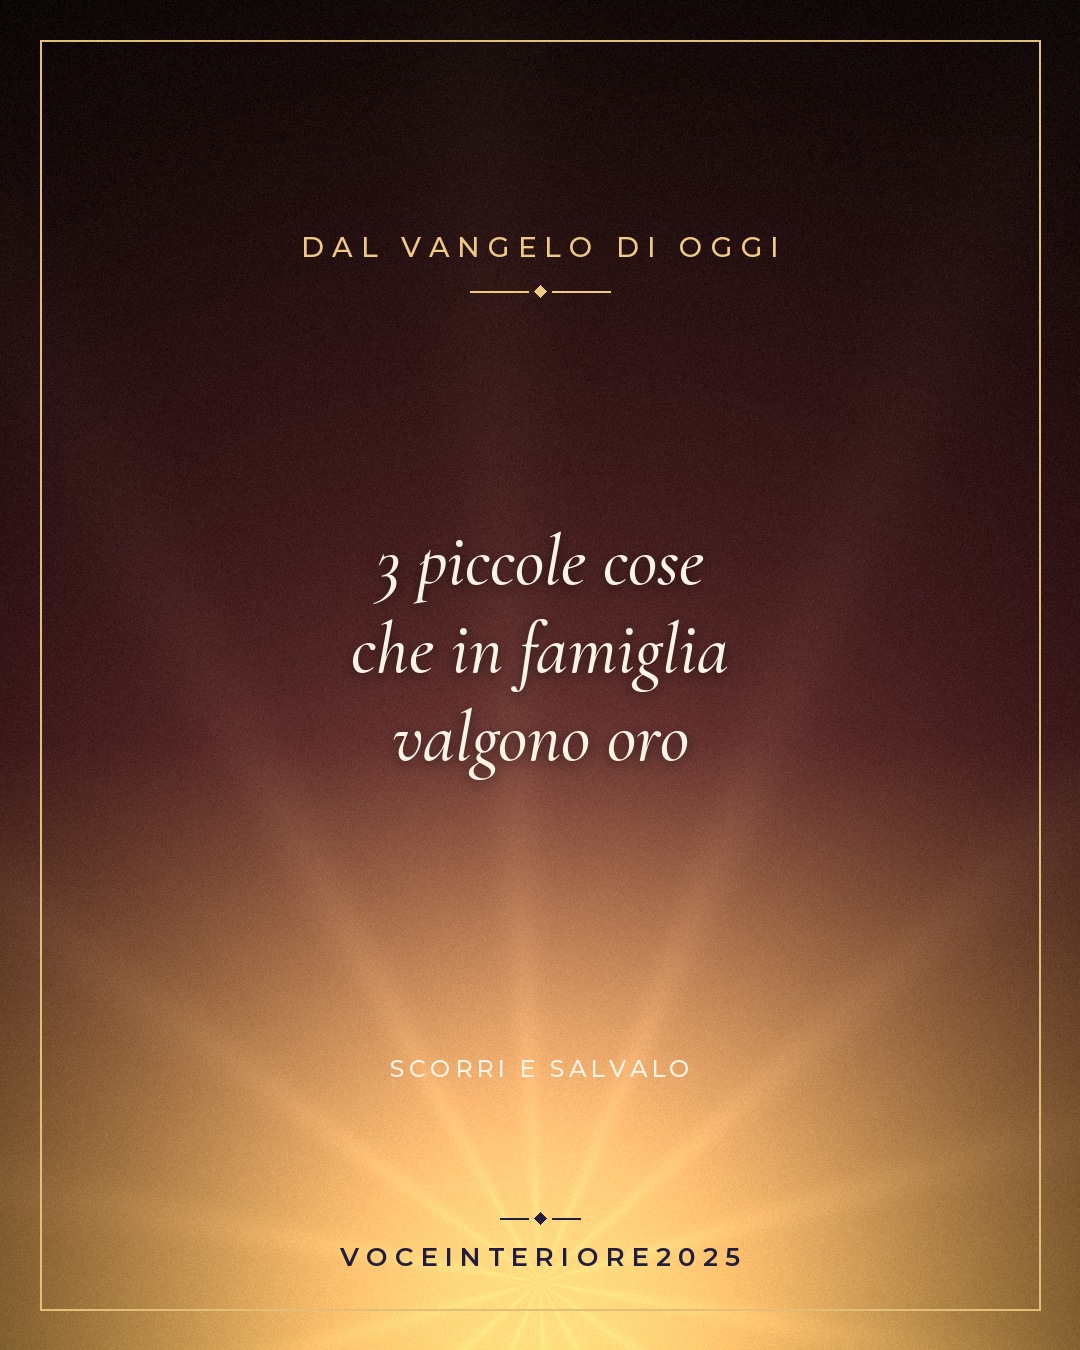 DAL VANGELO DI OGGI
3 piccole cose
che in famiglia
valgono oro
SCORRI E SALVALO
VOCEINTERIORE2025